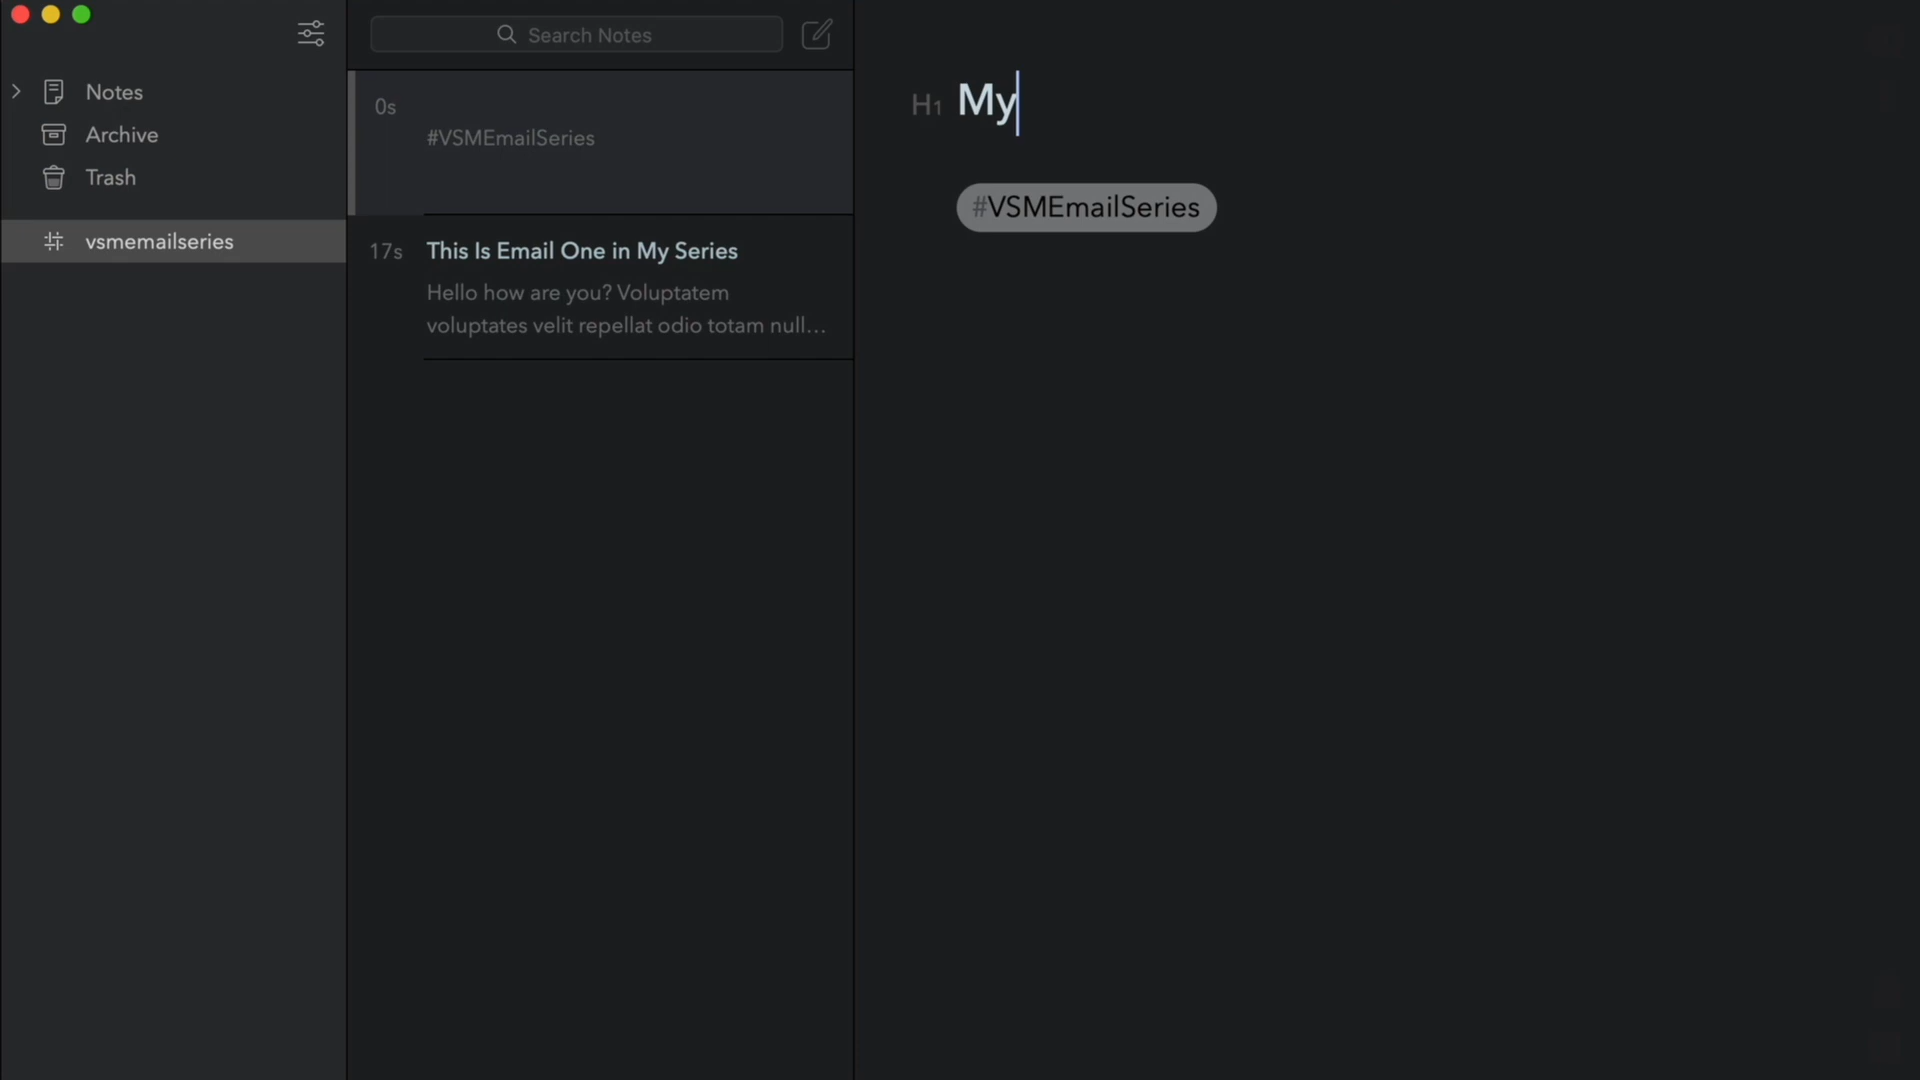 Notes
Archive
Trash
vsmemailseries
Search Notes
0s
#VSMEmailSeries
17s
This Is Email One in My Series
Hello how are you? Voluptatem
voluptates velit repellat odio totam null...
H1 My
#VSMEmailSeries